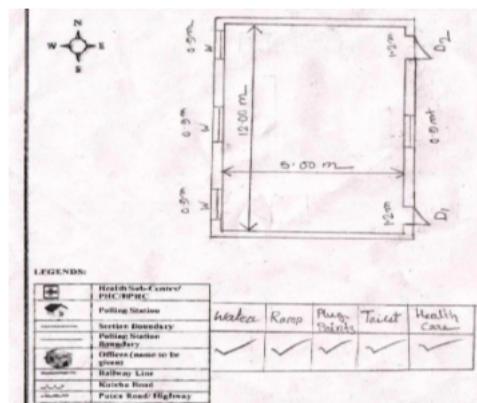 N
W E
S
0.9m
W
1.2m
D2
12.00 m
0.9m
W
0.9mt
5.00 m
0.9m
W
1.2m
D1
LEGENDS:
Health Sub-Centre/
PHC/BPHC
Polling Station
Section Boundary
Polling Station
Boundary
Offices (name to be
given)
Railway Line
Kutcha Road
Pucca Road/ Highway
Water Ramp Plug Points Toilet Health Care